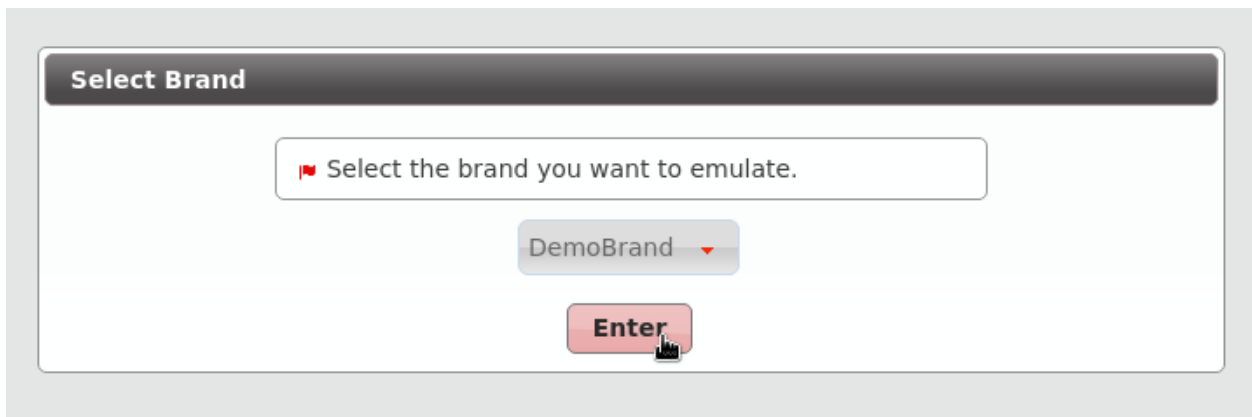 Select Brand
Select the brand you want to emulate.
DemoBrand
Enter